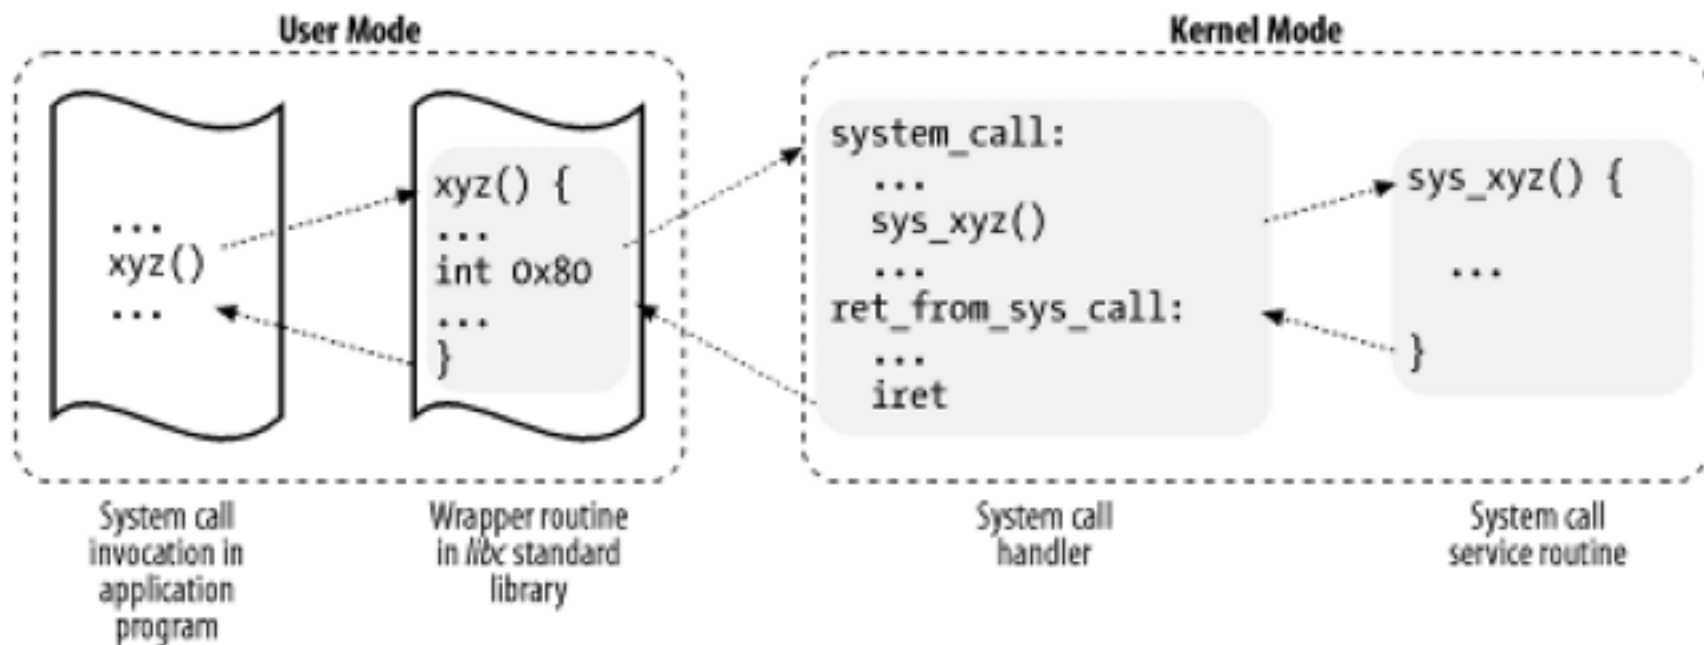 User Mode
Kernel Mode
...
xyz()
...
xyz() {
...
int 0x80
...
}
system_call:
...
sys_xyz()
...
ret_from_sys_call:
...
iret
sys_xyz() {
...
}
System call
invocation in
application
program
Wrapper routine
in libc standard
library
System call
handler
System call
service routine